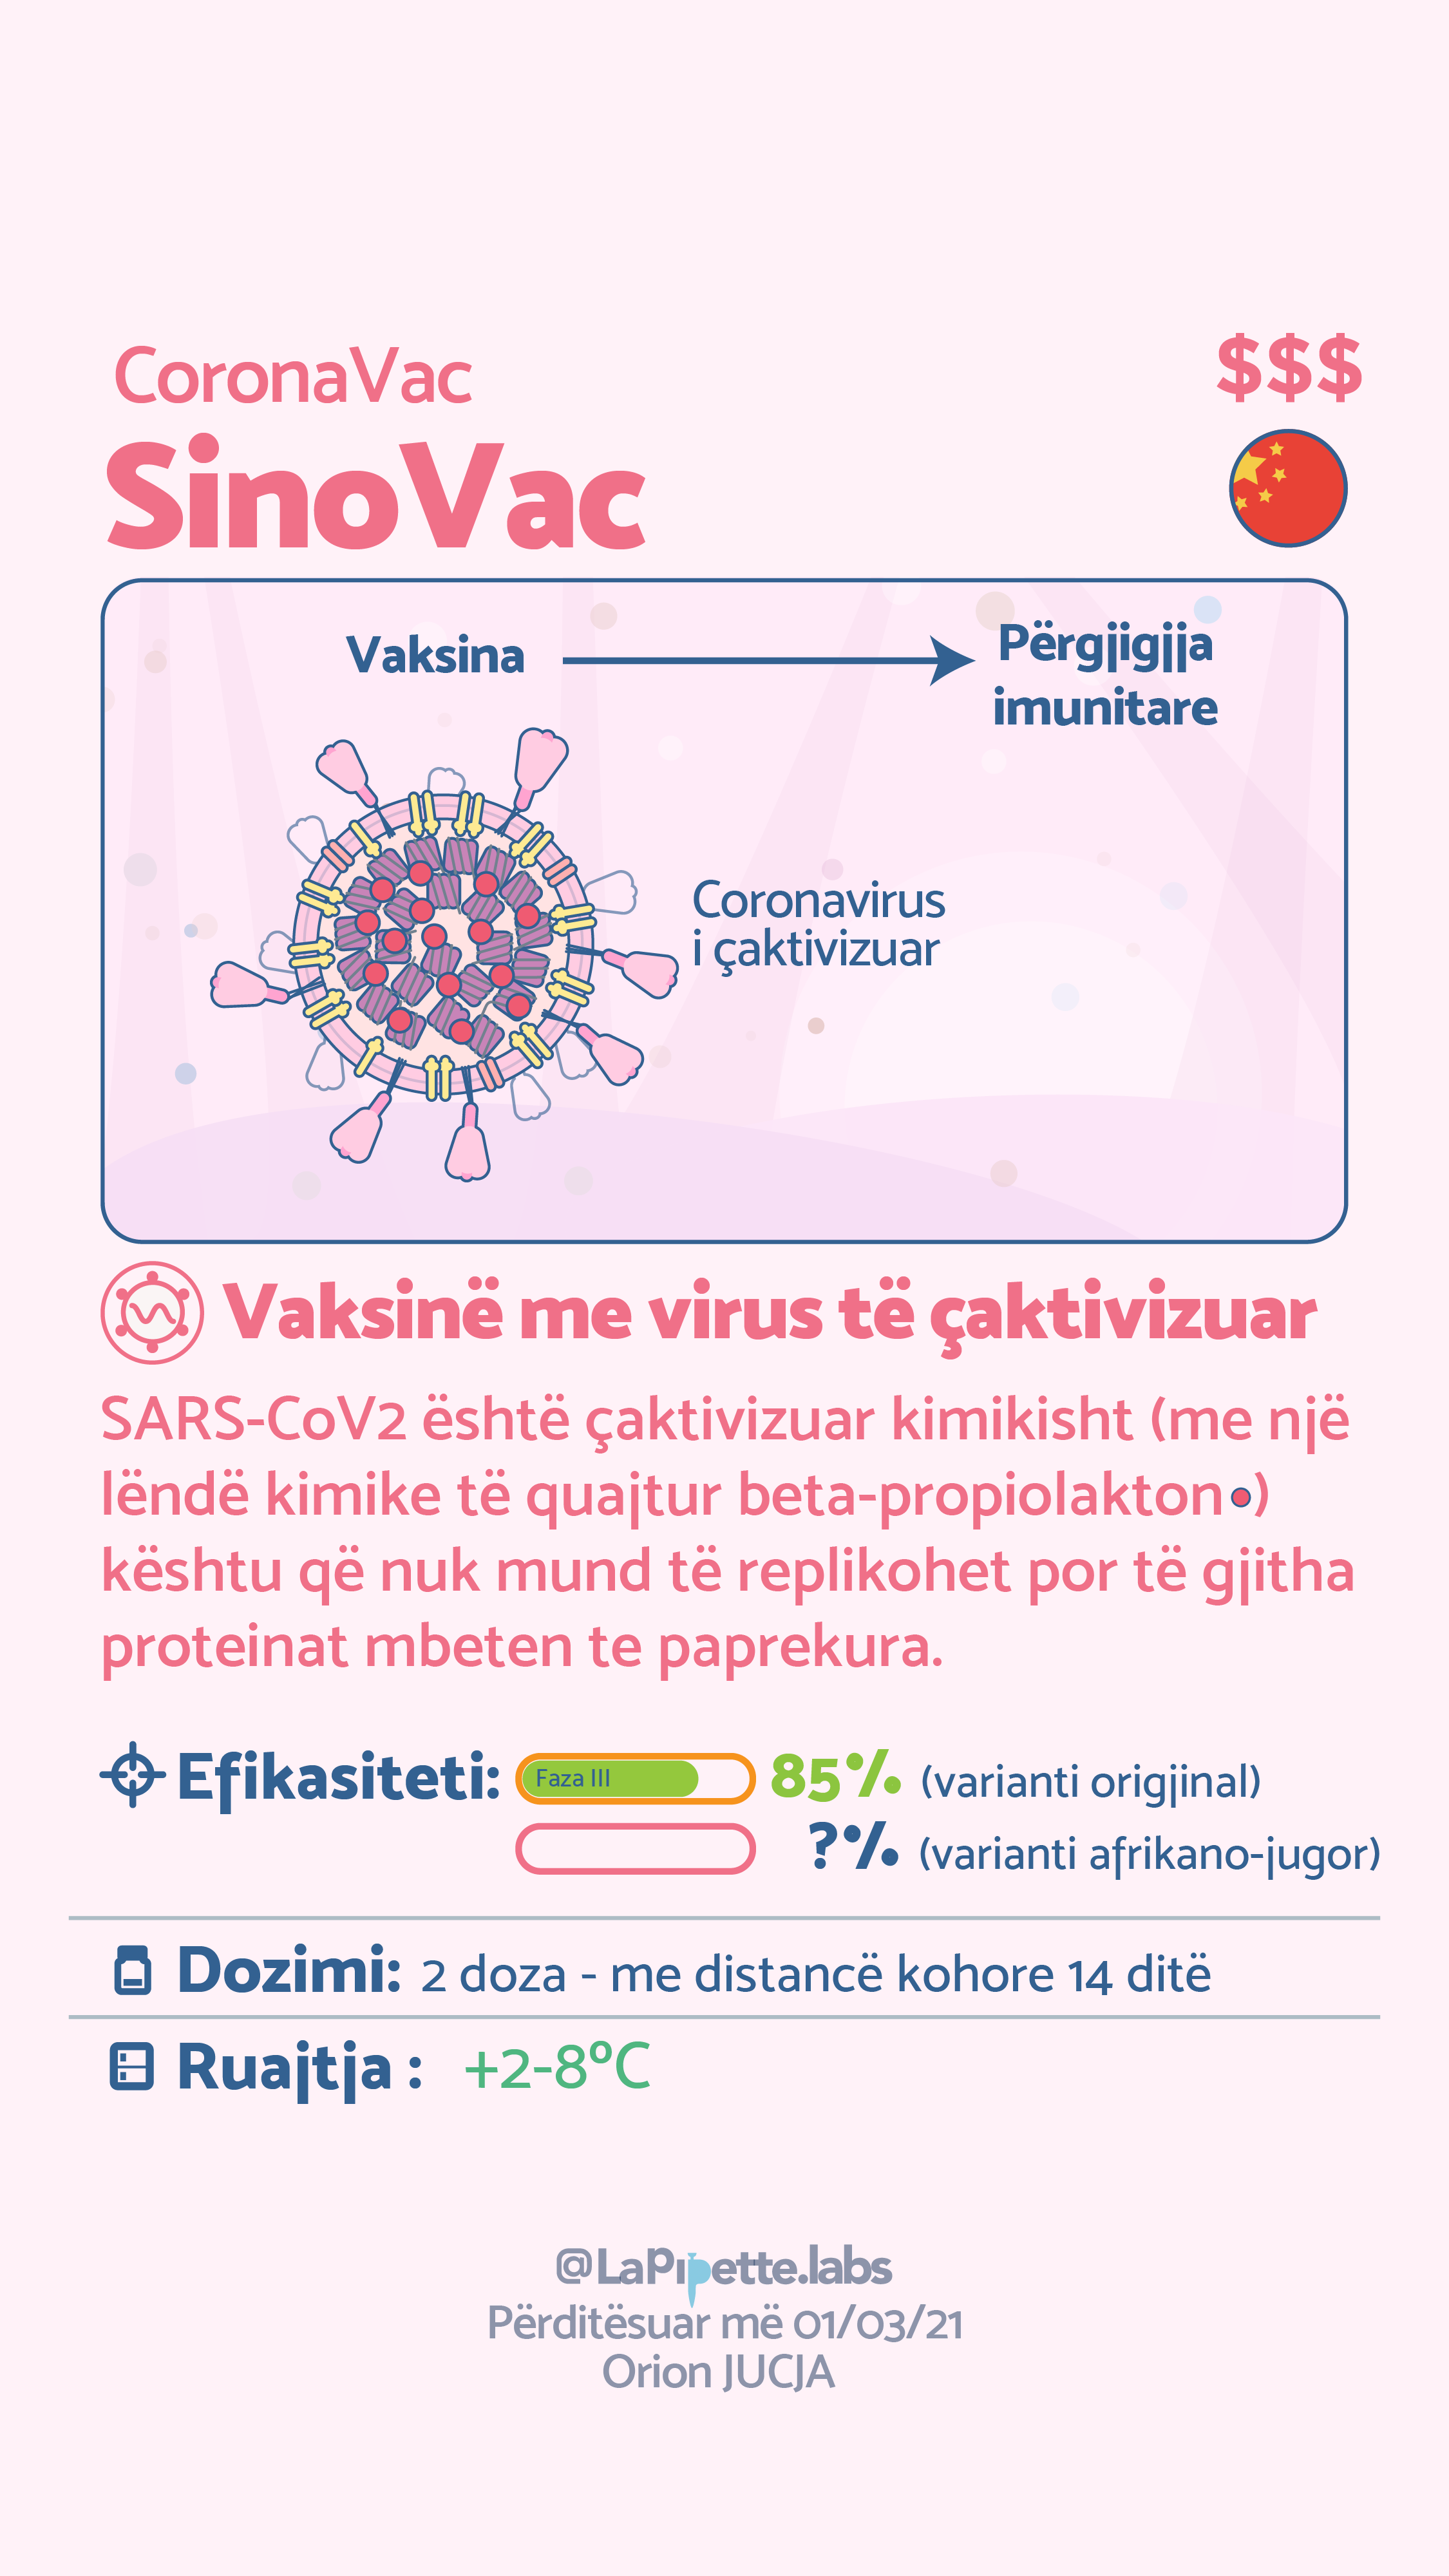 CoronaVac
$$$
SinoVac
Vaksina
Përgjigjja
imunitare
Coronavirus
i çaktivizuar
Vaksinë me virus të çaktivizuar
SARS-CoV2 është çaktivizuar kimikisht (me një
lëndë kimike të quajtur beta-propiolakton)
kështu që nuk mund të replikohet por të gjitha
proteinat mbeten te paprekura.
Efikasiteti: Faza III 85% (varianti origjinal)
?% (varianti afrikano-jugor)
Dozimi: 2 doza - me distancë kohore 14 ditë
Ruajtja : +2-8°C
@LaPipette.labs
Përditësuar më 01/03/21
Orion JUCJA